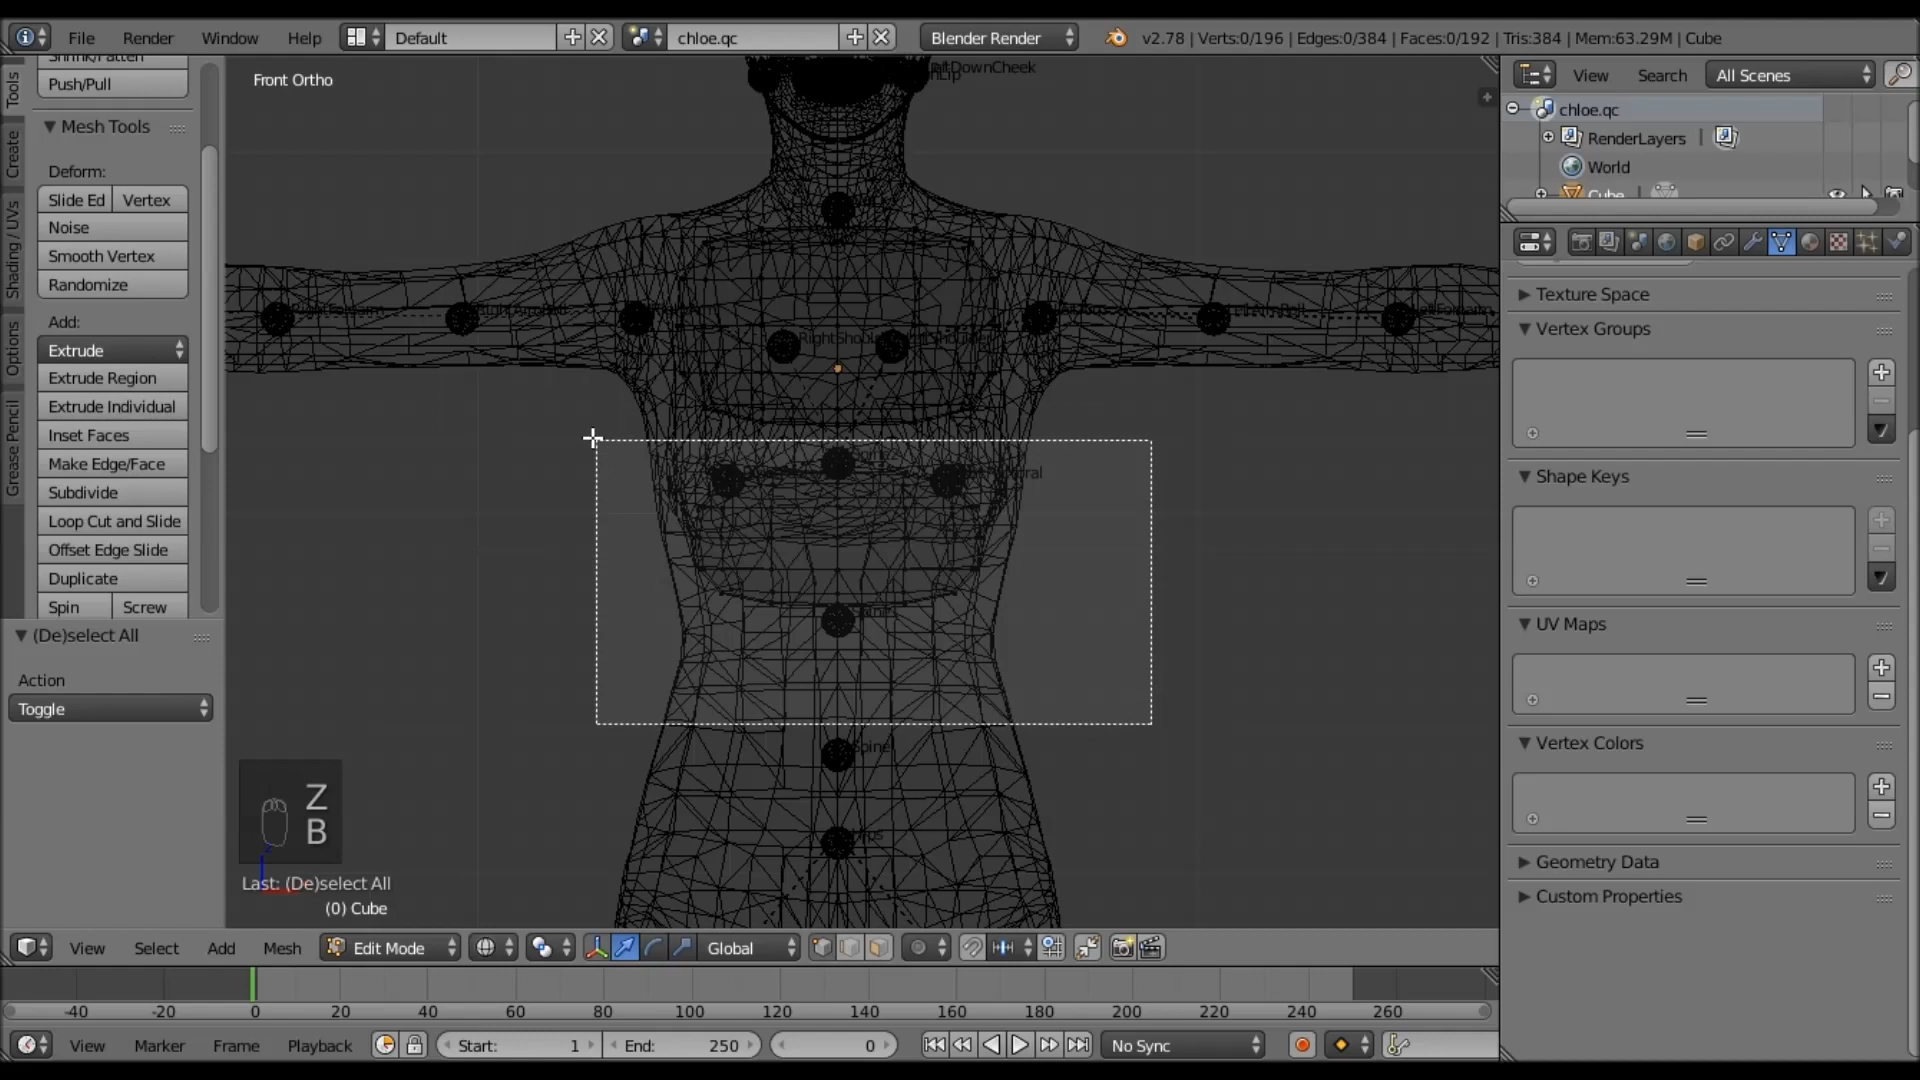 File Render Window Help Default chloe.qc Blender Render v2.78 | Verts:0/196 | Edges:0/384 | Faces:0/192 | Tris:384 | Mem:63.29M | Cube
Shrink/Fatten
Push/Pull
Mesh Tools
Deform:
Slide Ed Vertex
Noise
Smooth Vertex
Randomize
Add:
Extrude
Extrude Region
Extrude Individual
Inset Faces
Make Edge/Face
Subdivide
Loop Cut and Slide
Offset Edge Slide
Duplicate
Spin Screw
Tools
Create
Shading / UVs
Options
Grease Pencil
(De)select All
Action
Toggle
Front Ortho
DownCheek
Lip
RightShoul
Spine
Z
B
Last: (De)select All
(0) Cube
View Select Add Mesh Edit Mode Global
-40 -20 0 20 40 60 80 100 120 140 160 180 200 220 240 260
View Marker Frame Playback Start: 1 End: 250 0 No Sync
View Search All Scenes
chloe.qc
RenderLayers
World
Cube
Texture Space
Vertex Groups
Shape Keys
UV Maps
Vertex Colors
Geometry Data
Custom Properties